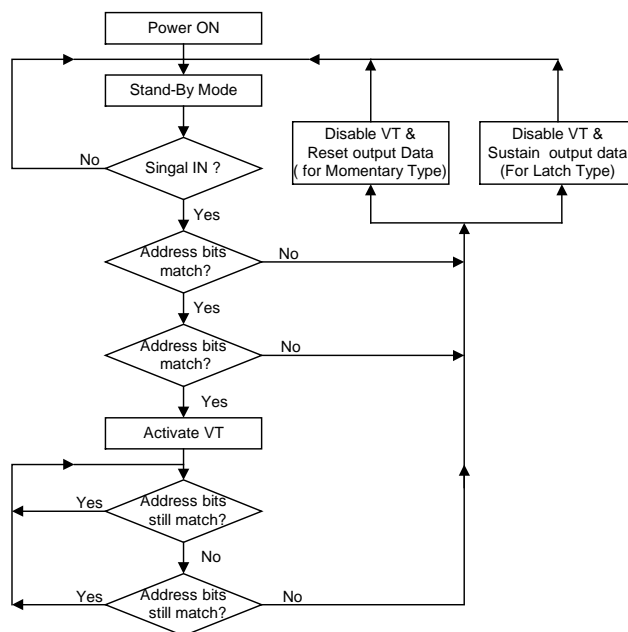 Power ON
Stand-By Mode
No
Singal IN ?
Disable VT &
Reset output Data
( for Momentary Type)
Disable VT &
Sustain output data
(For Latch Type)
Yes
Address bits
match?
No
Yes
Address bits
match?
No
Yes
Activate VT
Yes
Address bits
still match?
No
Yes
Address bits
still match?
No